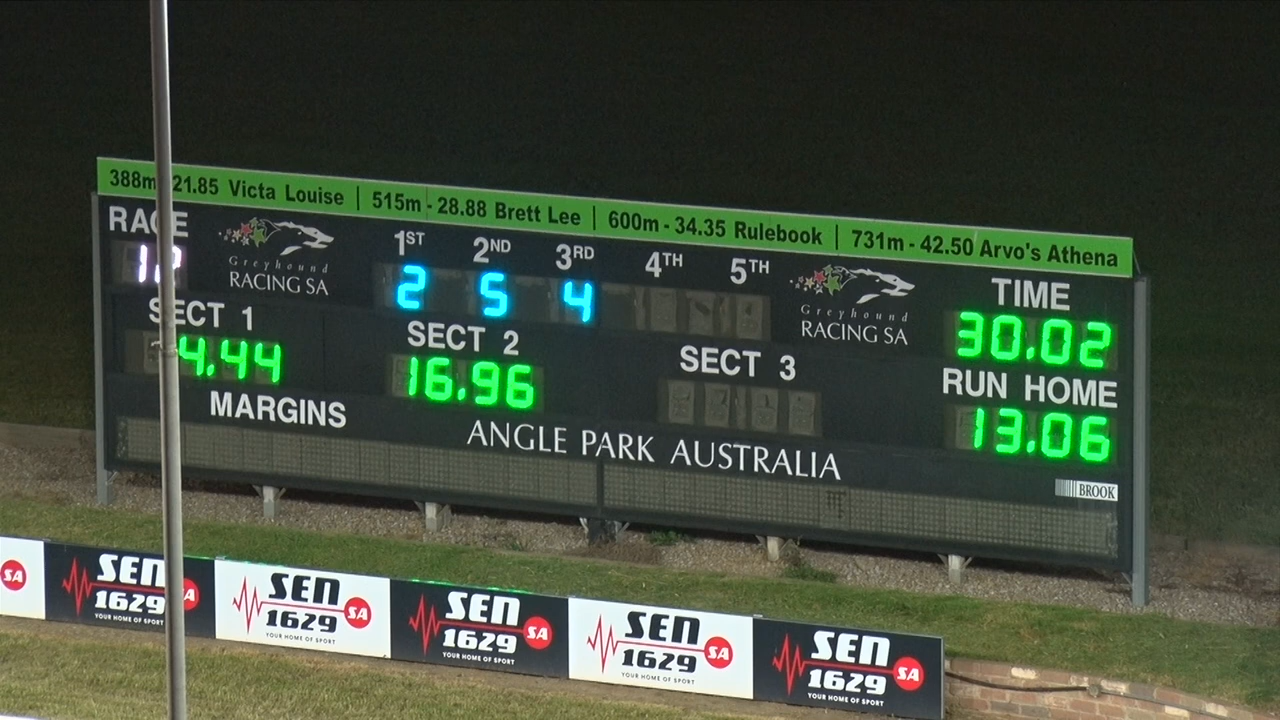 388m 21.85 Victa Louise | 515m - 28.88 Brett Lee | 600m - 34.35 Rulebook | 731m - 42.50 Arvo's Athena
RACE
1ST 2ND 3RD 4TH 5TH
2 5 4
Greyhound
RACING SA
Greyhound
RACING SA
TIME
30.02
SECT 1
4.44
SECT 2
16.96
SECT 3
RUN HOME
13.06
MARGINS
ANGLE PARK AUSTRALIA
BROOK
SA
SEN
1629 SA
YOUR HOME OF SPORT
SEN
1629 SA
YOUR HOME OF SPORT
SEN
1629 SA
YOUR HOME OF SPORT
SEN
1629 SA
YOUR HOME OF SPORT
SEN
1629 SA
YOUR HOME OF SPORT